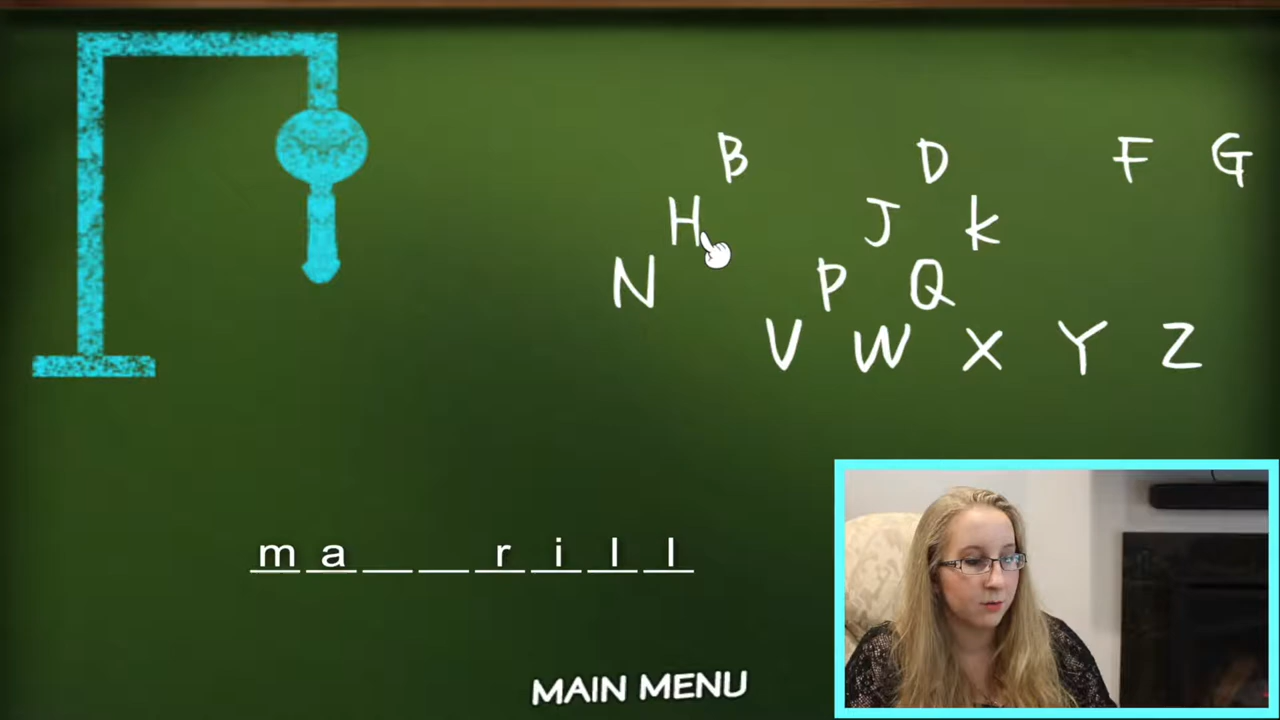 B D F G
H J K
N P Q
V W X Y Z
m a _ _ r i l l
MAIN MENU